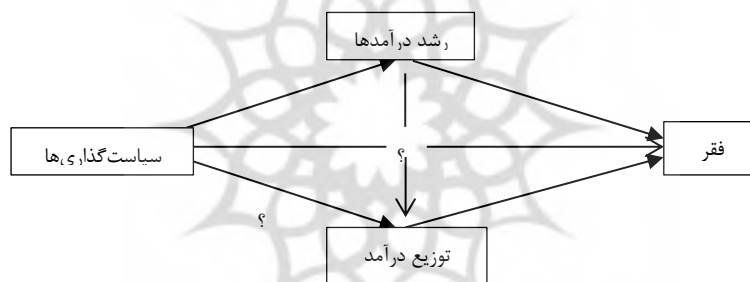 رشد درآمدها
سیاست‌گذاری‌ها
؟
فقر
؟
توزیع درآمد